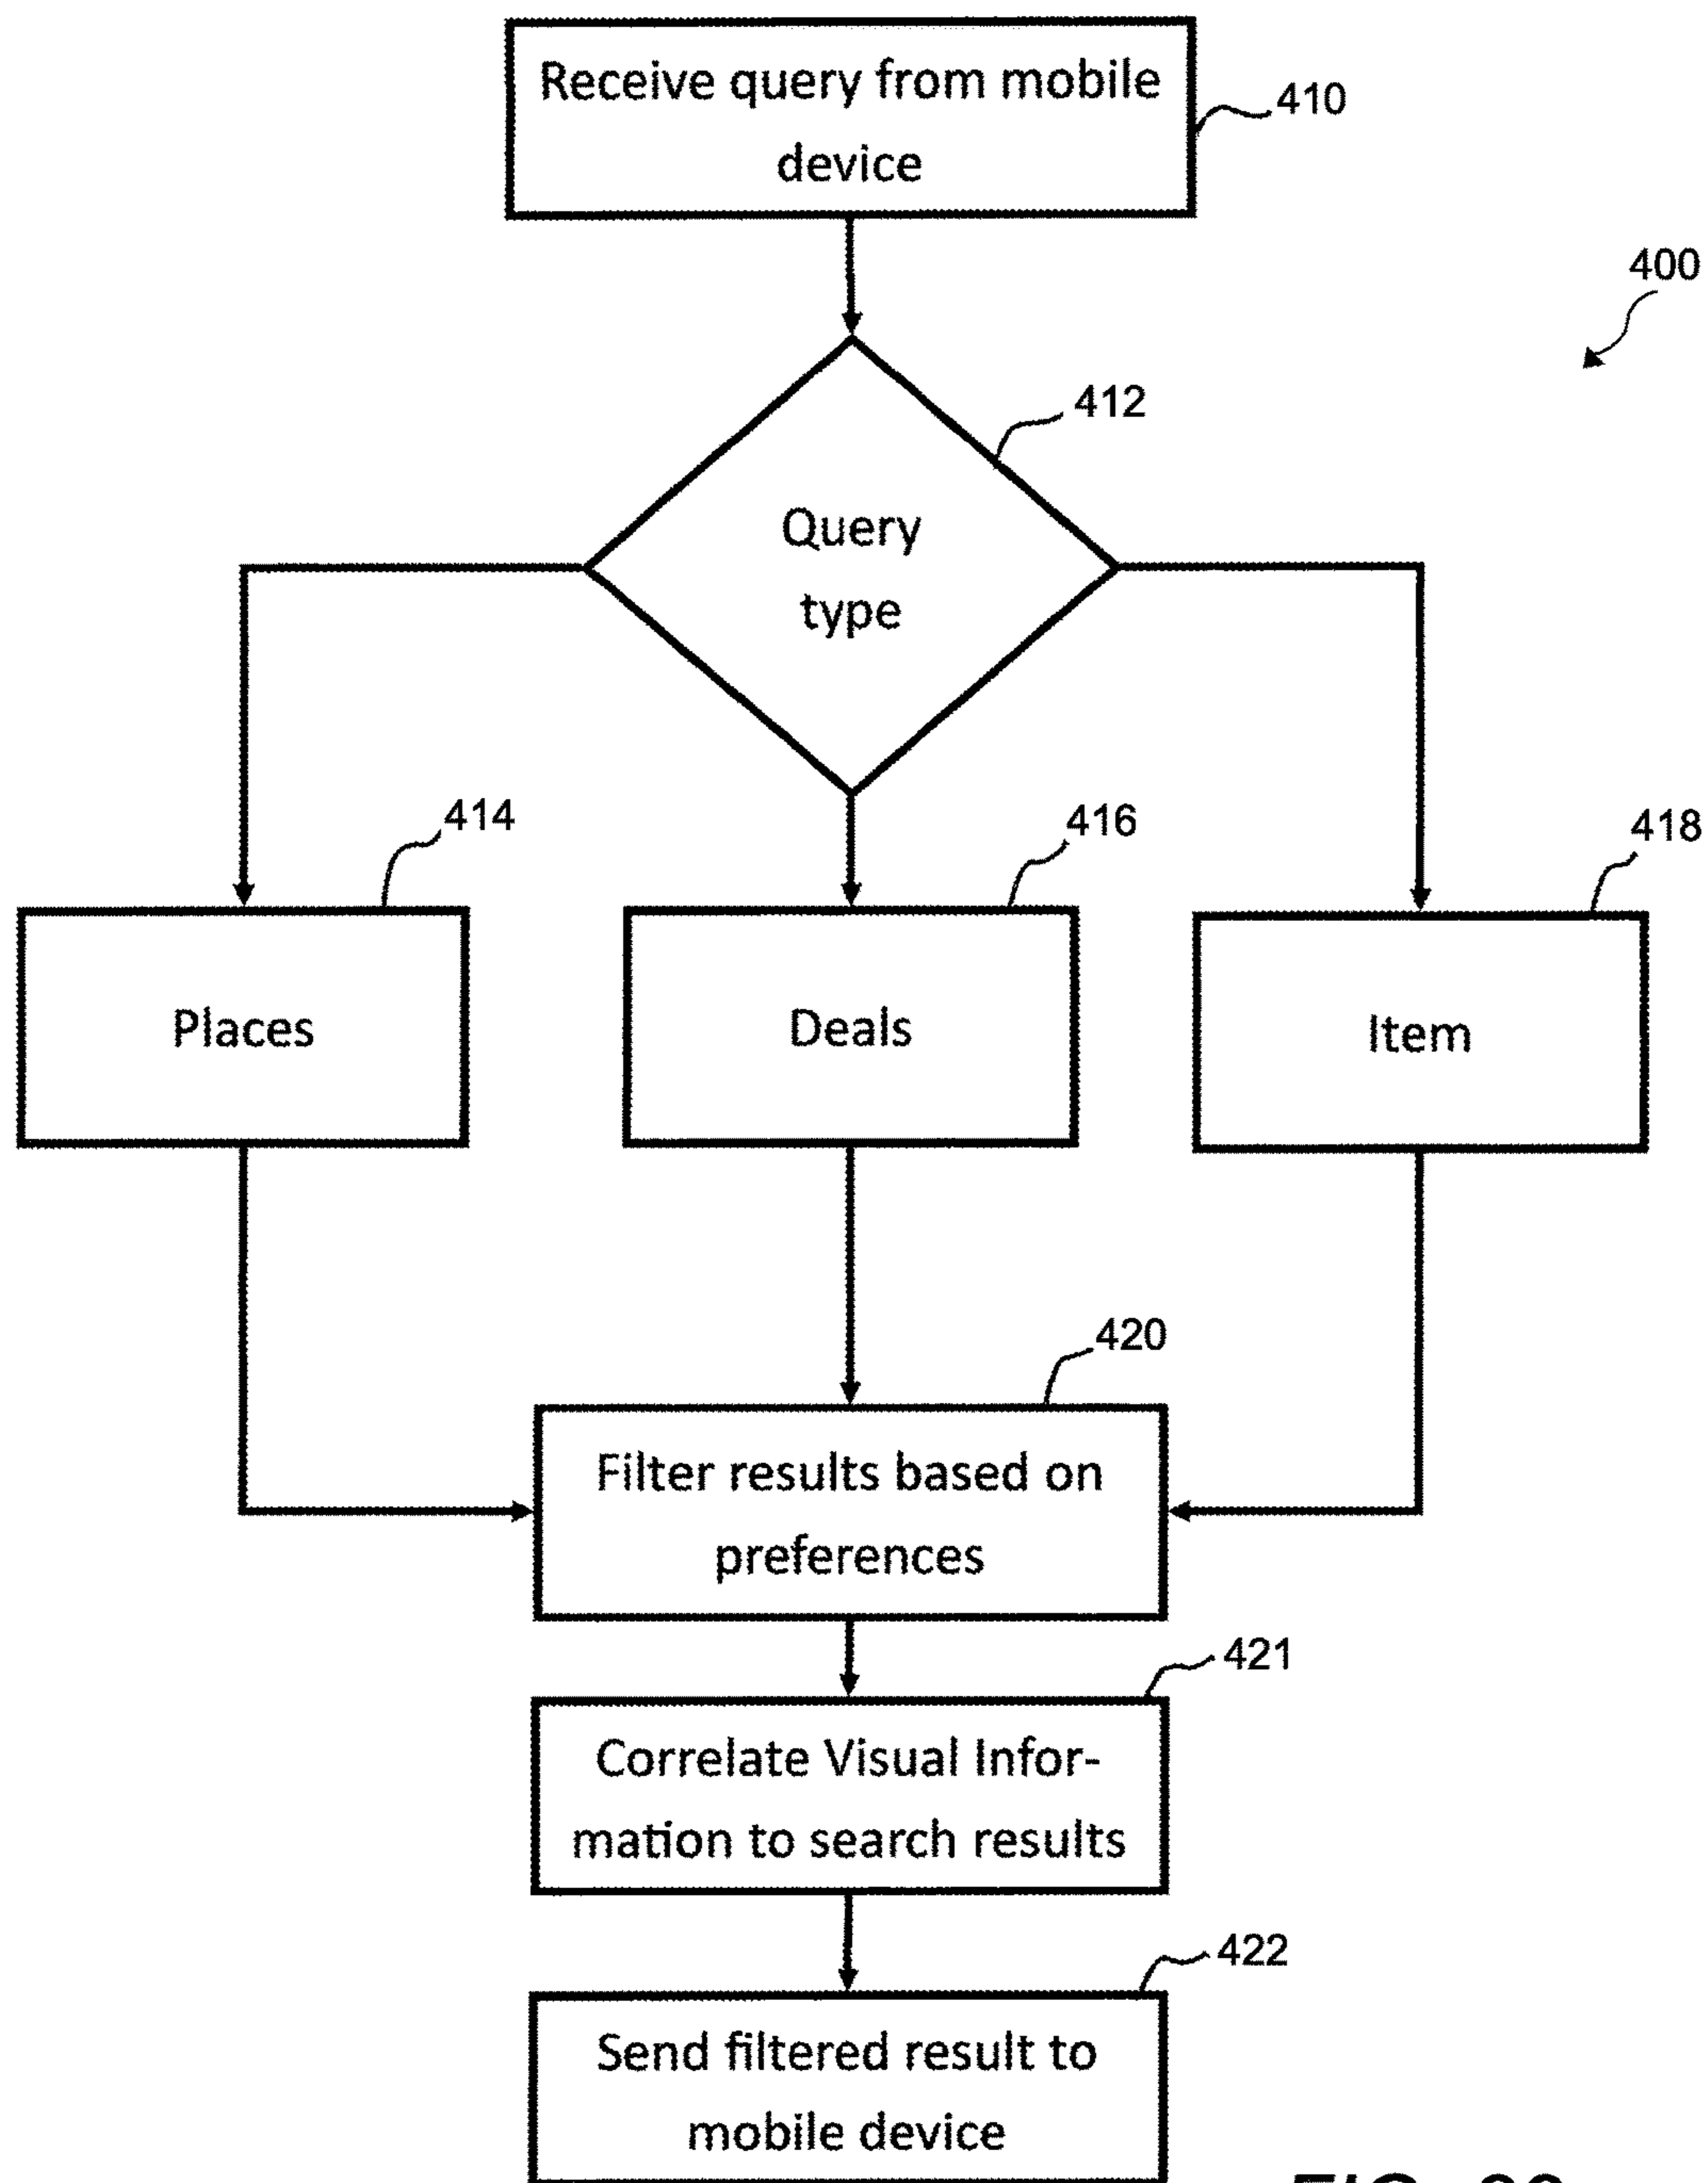 Receive query from mobile
device
410
400
412
Query
type
414
416
418
Places
Deals
Item
420
Filter results based on
preferences
421
Correlate Visual Infor-
mation to search results
422
Send filtered result to
mobile device